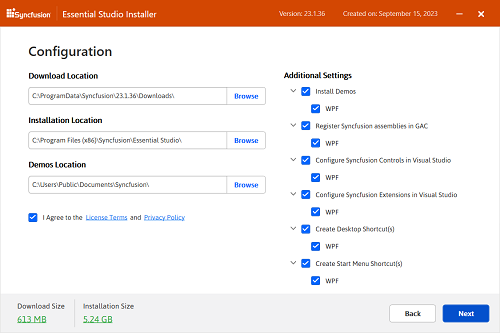 Syncfusion
Essential Studio Installer
Version: 23.1.36
Created on: September 15, 2023
Configuration
Download Location
C:\ProgramData\Syncfusion\23.1.36\Downloads\
Browse
Installation Location
C:\Program Files (x86)\Syncfusion\Essential Studio\
Browse
Demos Location
C:\Users\Public\Documents\Syncfusion\
Browse
I Agree to the License Terms and Privacy Policy
Additional Settings
Install Demos
WPF
Register Syncfusion assemblies in GAC
WPF
Configure Syncfusion Controls in Visual Studio
WPF
Configure Syncfusion Extensions in Visual Studio
WPF
Create Desktop Shortcut(s)
WPF
Create Start Menu Shortcut(s)
WPF
Download Size
613 MB
Installation Size
5.24 GB
Back
Next